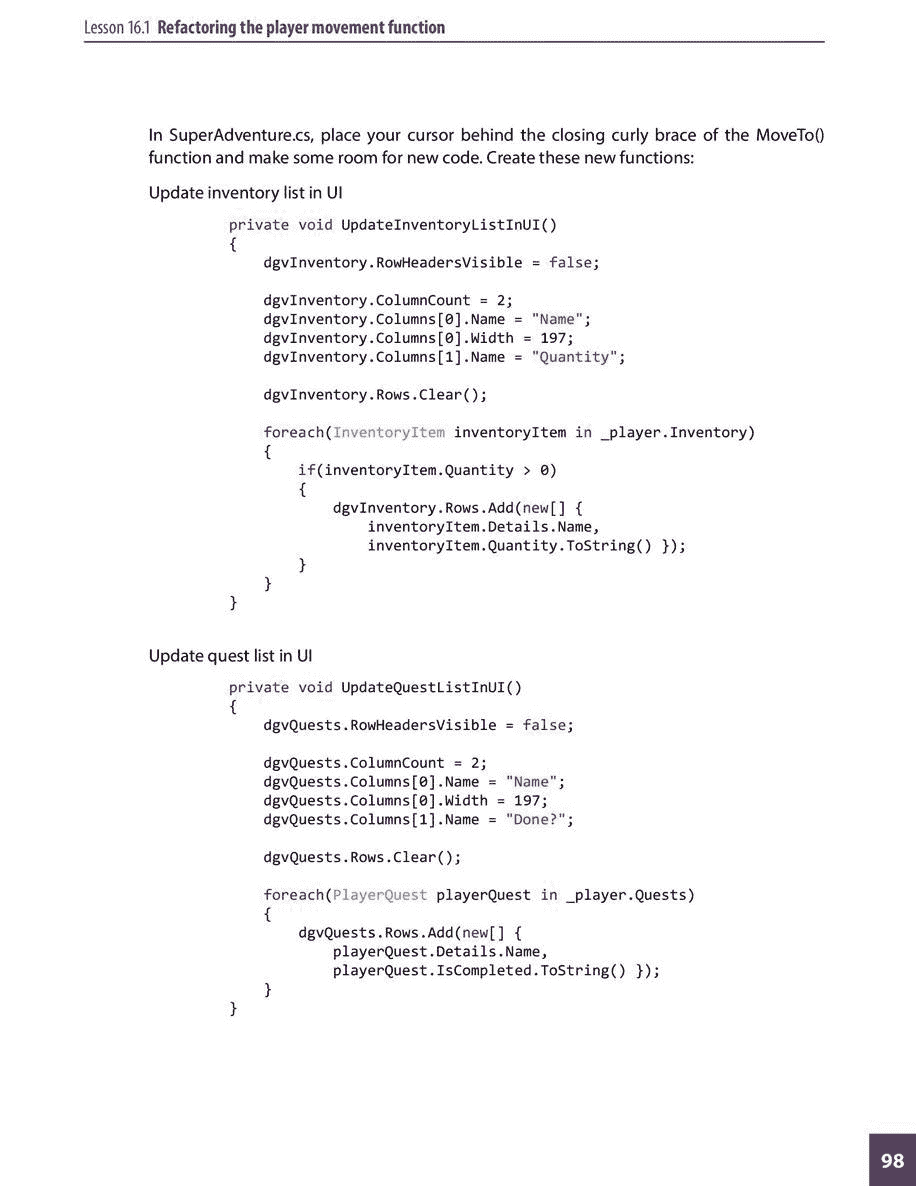 Lesson 16.1 Refactoring the player movement function
In SuperAdventure.cs, place your cursor behind the closing curly brace of the MoveTo()
function and make some room for new code. Create these new functions:
Update inventory list in UI
private void UpdateInventoryListInUI()
{
    dgvInventory.RowHeadersVisible = false;

    dgvInventory.ColumnCount = 2;
    dgvInventory.Columns[0].Name = "Name";
    dgvInventory.Columns[0].Width = 197;
    dgvInventory.Columns[1].Name = "Quantity";

    dgvInventory.Rows.Clear();

    foreach(InventoryItem inventoryItem in _player.Inventory)
    {
        if(inventoryItem.Quantity > 0)
        {
            dgvInventory.Rows.Add(new[] {
                inventoryItem.Details.Name,
                inventoryItem.Quantity.ToString() });
        }
    }
}
Update quest list in UI
private void UpdateQuestListInUI()
{
    dgvQuests.RowHeadersVisible = false;

    dgvQuests.ColumnCount = 2;
    dgvQuests.Columns[0].Name = "Name";
    dgvQuests.Columns[0].Width = 197;
    dgvQuests.Columns[1].Name = "Done?";

    dgvQuests.Rows.Clear();

    foreach(PlayerQuest playerQuest in _player.Quests)
    {
        dgvQuests.Rows.Add(new[] {
            playerQuest.Details.Name,
            playerQuest.IsCompleted.ToString() });
    }
}
98